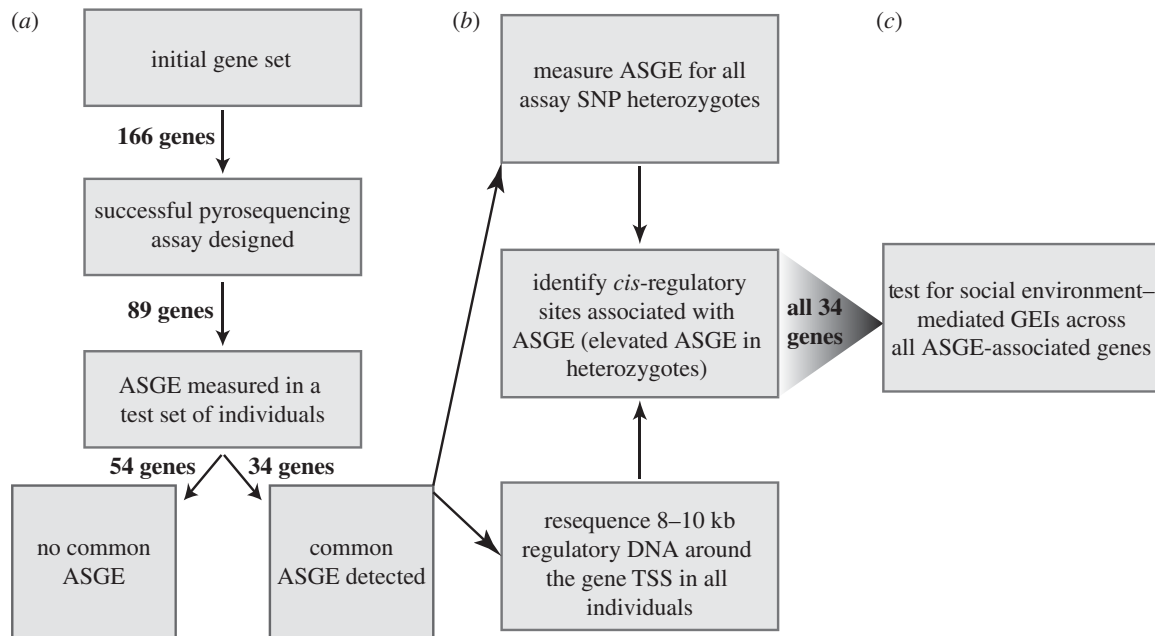 (a)
initial gene set
166 genes
successful pyrosequencing
assay designed
89 genes
ASGE measured in a
test set of individuals
54 genes
34 genes
no common
ASGE
common
ASGE detected
(b)
measure ASGE for all
assay SNP heterozygotes
identify cis-regulatory
sites associated with
ASGE (elevated ASGE in
heterozygotes)
resequence 8–10 kb
regulatory DNA around
the gene TSS in all
individuals
all 34
genes
(c)
test for social environment–
mediated GEIs across
all ASGE-associated genes